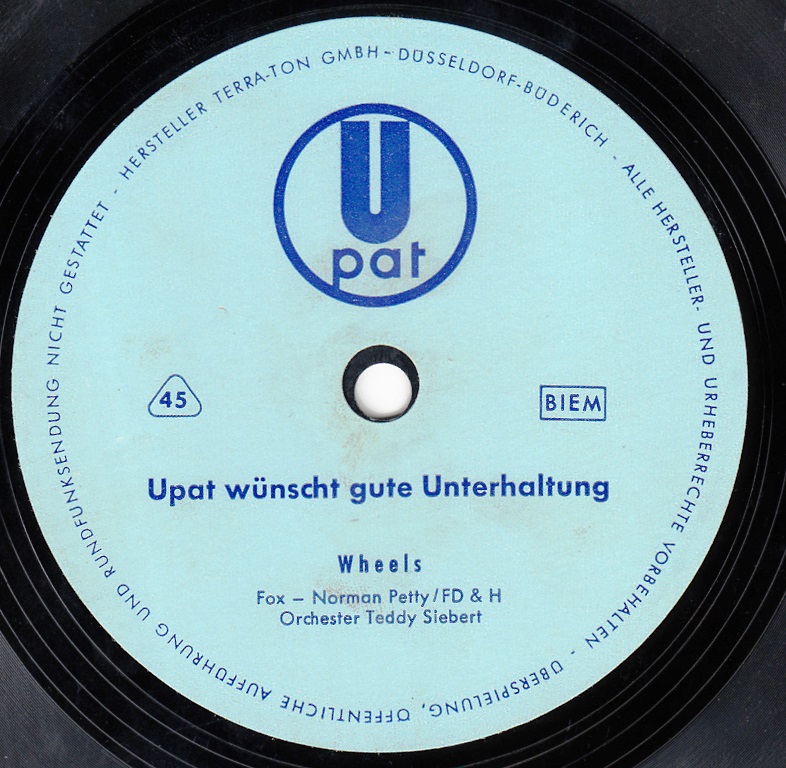 HERSTELLER TERRA-TON GMBH - DÜSSELDORF-BÜDERICH - ALLE HERSTELLER- UND URHEBERRECHTE VORBEHALTEN - ÜBERSPIELUNG, ÖFFENTLICHE AUFFÜHRUNG UND RUNDFUNKSENDUNG NICHT GESTATTET -
U
pat
45
BIEM
Upat wünscht gute Unterhaltung
Wheels
Fox – Norman Petty/FD & H
Orchester Teddy Siebert